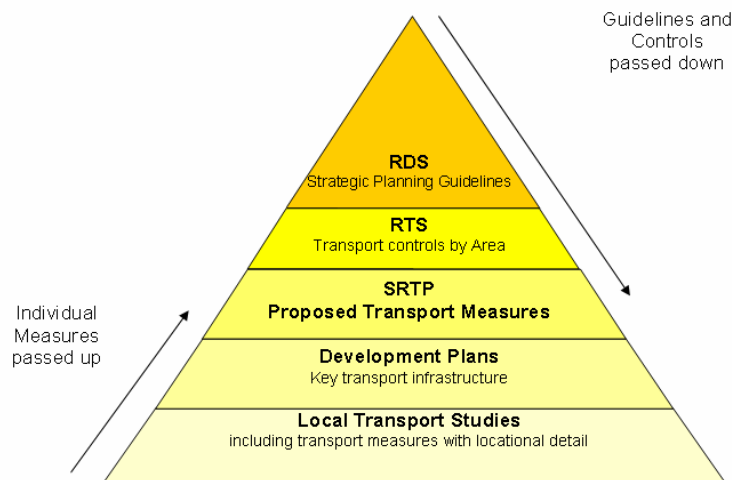 Guidelines and
Controls
passed down
RDS
Strategic Planning Guidelines
RTS
Transport controls by Area
SRTP
Proposed Transport Measures
Individual
Measures
passed up
Development Plans
Key transport infrastructure
Local Transport Studies
including transport measures with locational detail